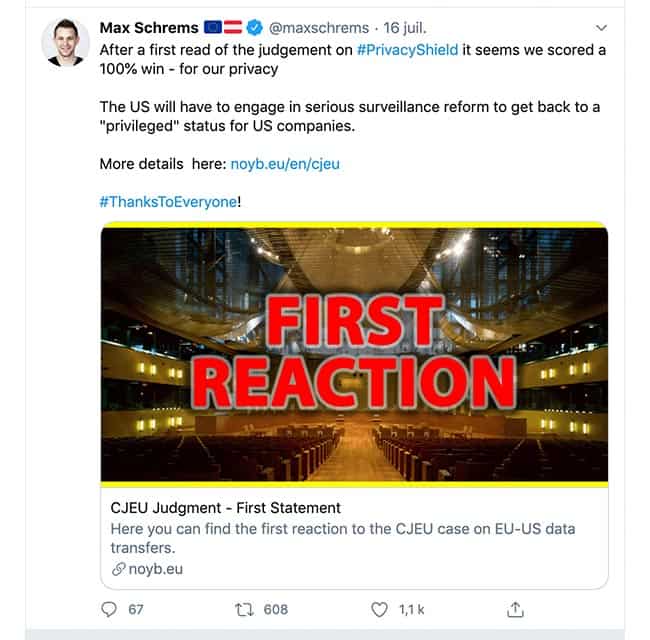 Max Schrems 🇪🇺🇦🇹 @maxschrems · 16 juil.
After a first read of the judgement on #PrivacyShield it seems we scored a
100% win - for our privacy
The US will have to engage in serious surveillance reform to get back to a
"privileged" status for US companies.
More details  here: noyb.eu/en/cjeu
#ThanksToEveryone!
FIRST
REACTION
CJEU Judgment - First Statement
Here you can find the first reaction to the CJEU case on EU-US data
transfers.
noyb.eu
67 608 1,1 k